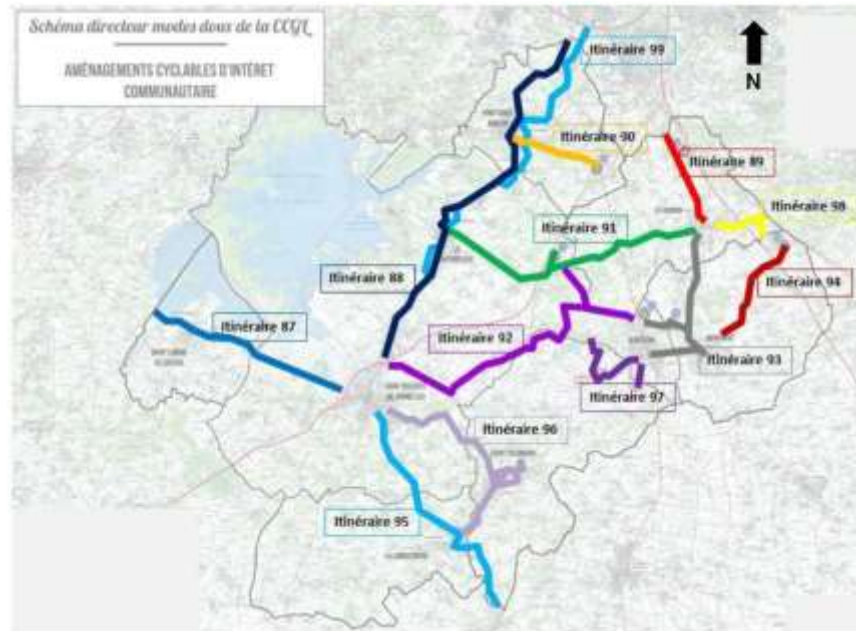 Schéma directeur modes doux de la CCGL
AMÉNAGEMENTS CYCLABLES D'INTÉRET
COMMUNAUTAIRE
N
Itinéraire 99
Itinéraire 90
Itinéraire 89
Itinéraire 98
Itinéraire 91
Itinéraire 88
Itinéraire 94
Itinéraire 87
Itinéraire 92
Itinéraire 93
Itinéraire 97
Itinéraire 96
Itinéraire 95